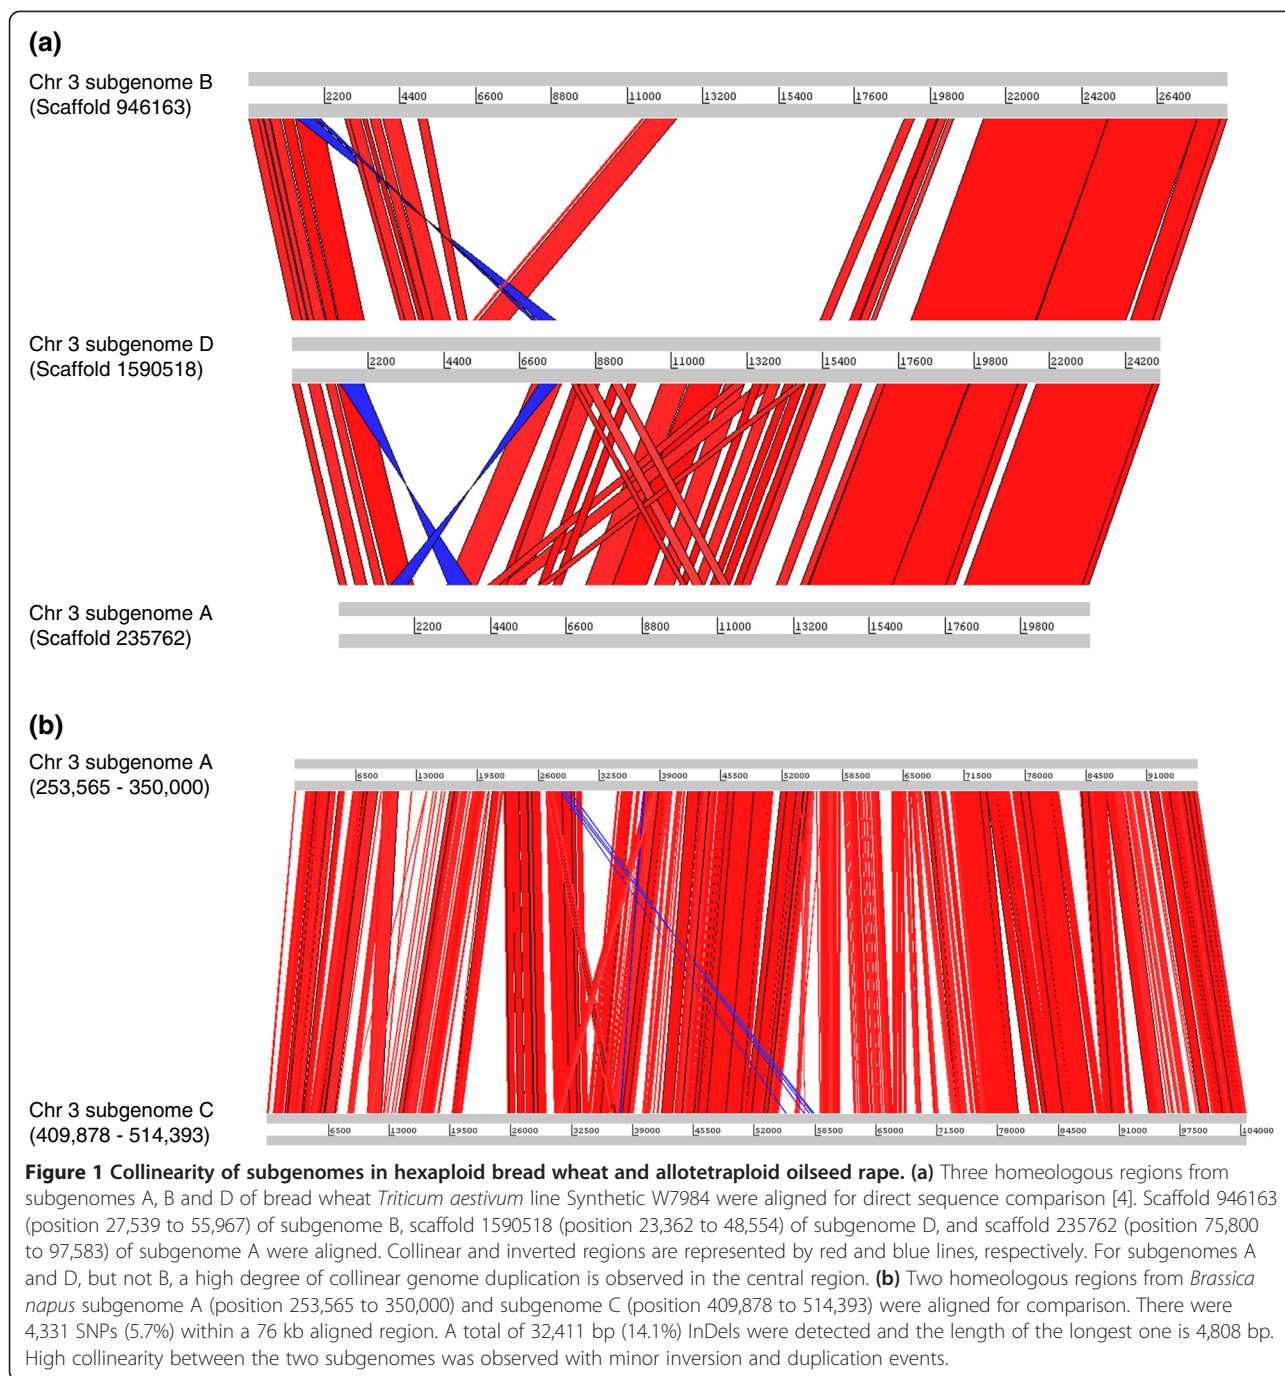 (a)
Chr 3 subgenome B
(Scaffold 946163)
2200 4400 6600 8800 11000 13200 15400 17600 19800 22000 24200 26400
Chr 3 subgenome D
(Scaffold 1590518)
2200 4400 6600 8800 11000 13200 15400 17600 19800 22000 24200
Chr 3 subgenome A
(Scaffold 235762)
2200 4400 6600 8800 11000 13200 15400 17600 19800
(b)
Chr 3 subgenome A
(253,565 - 350,000)
6500 13000 19500 26000 32500 39000 45500 52000 58500 65000 71500 78000 84500 91000
Chr 3 subgenome C
(409,878 - 514,393)
6500 13000 19500 26000 32500 39000 45500 52000 58500 65000 71500 78000 84500 91000 97500 104000
Figure 1 Collinearity of subgenomes in hexaploid bread wheat and allotetraploid oilseed rape. (a) Three homeologous regions from
subgenomes A, B and D of bread wheat Triticum aestivum line Synthetic W7984 were aligned for direct sequence comparison [4]. Scaffold 946163
(position 27,539 to 55,967) of subgenome B, scaffold 1590518 (position 23,362 to 48,554) of subgenome D, and scaffold 235762 (position 75,800
to 97,583) of subgenome A were aligned. Collinear and inverted regions are represented by red and blue lines, respectively. For subgenomes A
and D, but not B, a high degree of collinear genome duplication is observed in the central region. (b) Two homeologous regions from Brassica
napus subgenome A (position 253,565 to 350,000) and subgenome C (position 409,878 to 514,393) were aligned for comparison. There were
4,331 SNPs (5.7%) within a 76 kb aligned region. A total of 32,411 bp (14.1%) InDels were detected and the length of the longest one is 4,808 bp.
High collinearity between the two subgenomes was observed with minor inversion and duplication events.